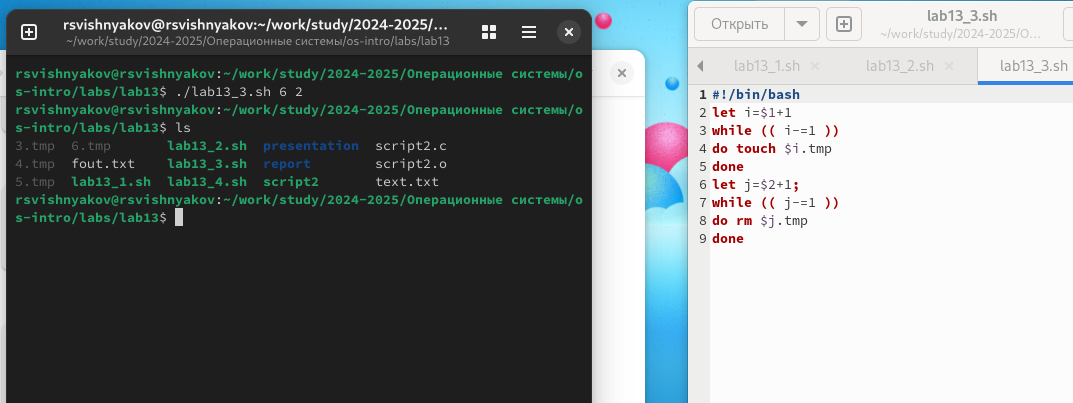 rsvishnyakov@rsvishnyakov:~/work/study/2024-2025/...
~/work/study/2024-2025/Операционные системы/os-intro/labs/lab13
rsvishnyakov@rsvishnyakov:~/work/study/2024-2025/Операционные системы/o
s-intro/labs/lab13$ ./lab13_3.sh 6 2
rsvishnyakov@rsvishnyakov:~/work/study/2024-2025/Операционные системы/o
s-intro/labs/lab13$ ls
3.tmp 6.tmp lab13_2.sh presentation script2.c
4.tmp fout.txt lab13_3.sh report script2.o
5.tmp lab13_1.sh lab13_4.sh script2 text.txt
rsvishnyakov@rsvishnyakov:~/work/study/2024-2025/Операционные системы/o
s-intro/labs/lab13$
Открыть
lab13_3.sh
~/work/study/2024-2025/О...
lab13_1.sh lab13_2.sh lab13_3.sh
1 #!/bin/bash
2 let i=$1+1
3 while (( i-=1 ))
4 do touch $i.tmp
5 done
6 let j=$2+1;
7 while (( j-=1 ))
8 do rm $j.tmp
9 done